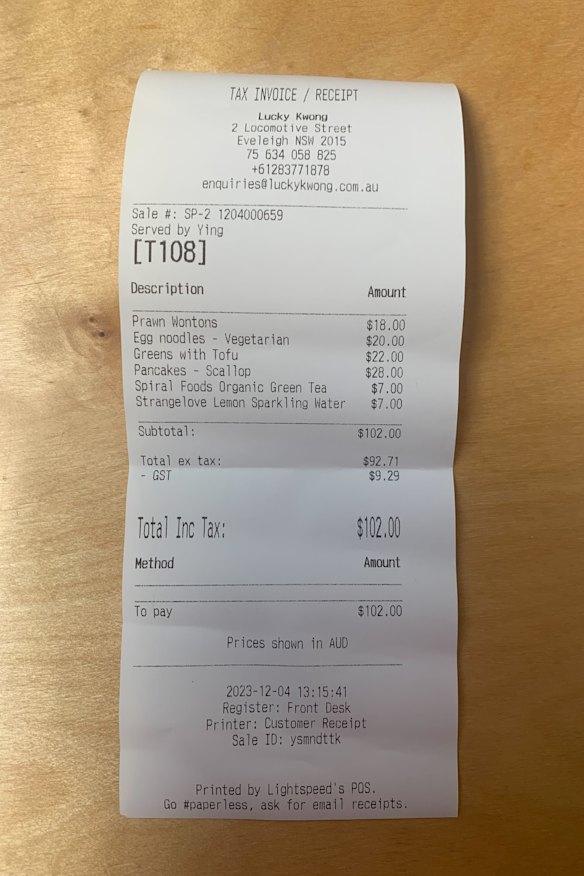 TAX INVOICE / RECEIPT
Lucky Kwong
2 Locomotive Street
Eveleigh NSW 2015
75 634 058 825
+61283771878
enquiries@luckykwong.com.au
Sale #: SP-2 1204000659
Served by Ying
[T108]
Description Amount
Prawn Wontons $18.00
Egg noodles - Vegetarian $20.00
Greens with Tofu $22.00
Pancakes - Scallop $28.00
Spiral Foods Organic Green Tea $7.00
Strangelove Lemon Sparkling Water $7.00
Subtotal: $102.00
Total ex tax: $92.71
- GST $9.29
Total Inc Tax: $102.00
Method Amount
To pay $102.00
Prices shown in AUD
2023-12-04 13:15:41
Register: Front Desk
Printer: Customer Receipt
Sale ID: ysmndttk
Printed by Lightspeed's POS.
Go #paperless, ask for email receipts.